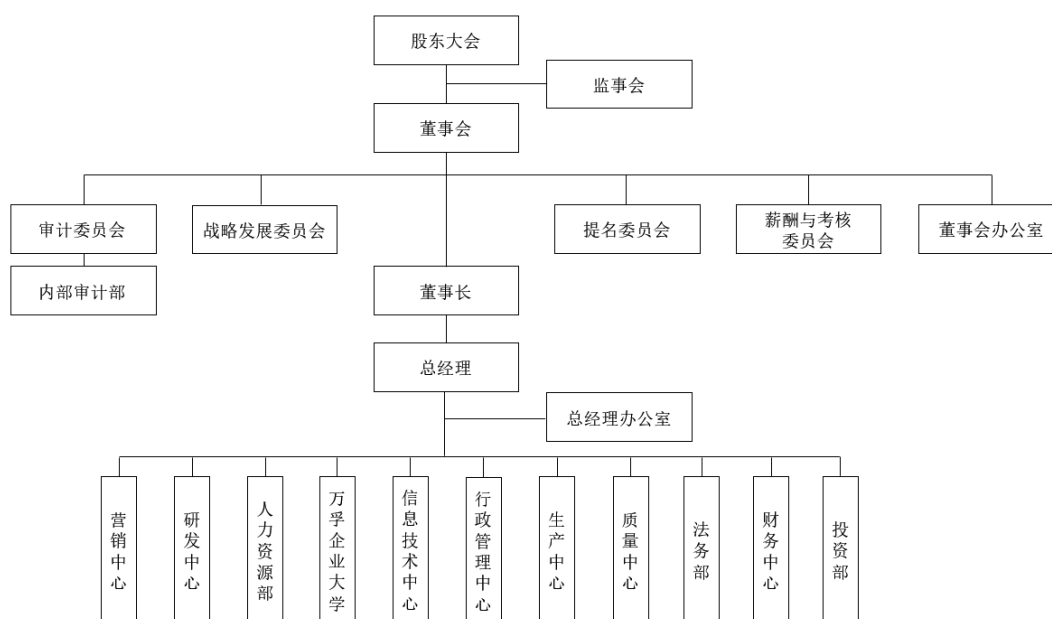 股东大会
监事会
董事会
审计委员会
战略发展委员会
提名委员会
薪酬与考核
委员会
董事会办公室
内部审计部
董事长
总经理
总经理办公室
营销中心
研发中心
人力资源部
万孚企业大学
信息技术中心
行政管理中心
生产中心
质量中心
法务部
财务中心
投资部